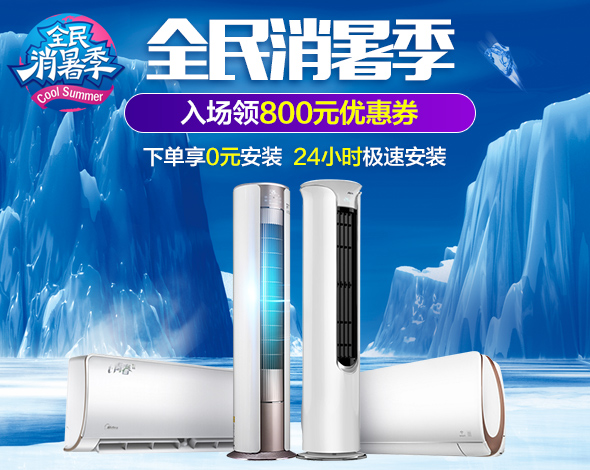 全民
消暑季
Cool Summer
全民消暑季
入场领800元优惠券
下单享0元安装 24小时极速安装
Midea